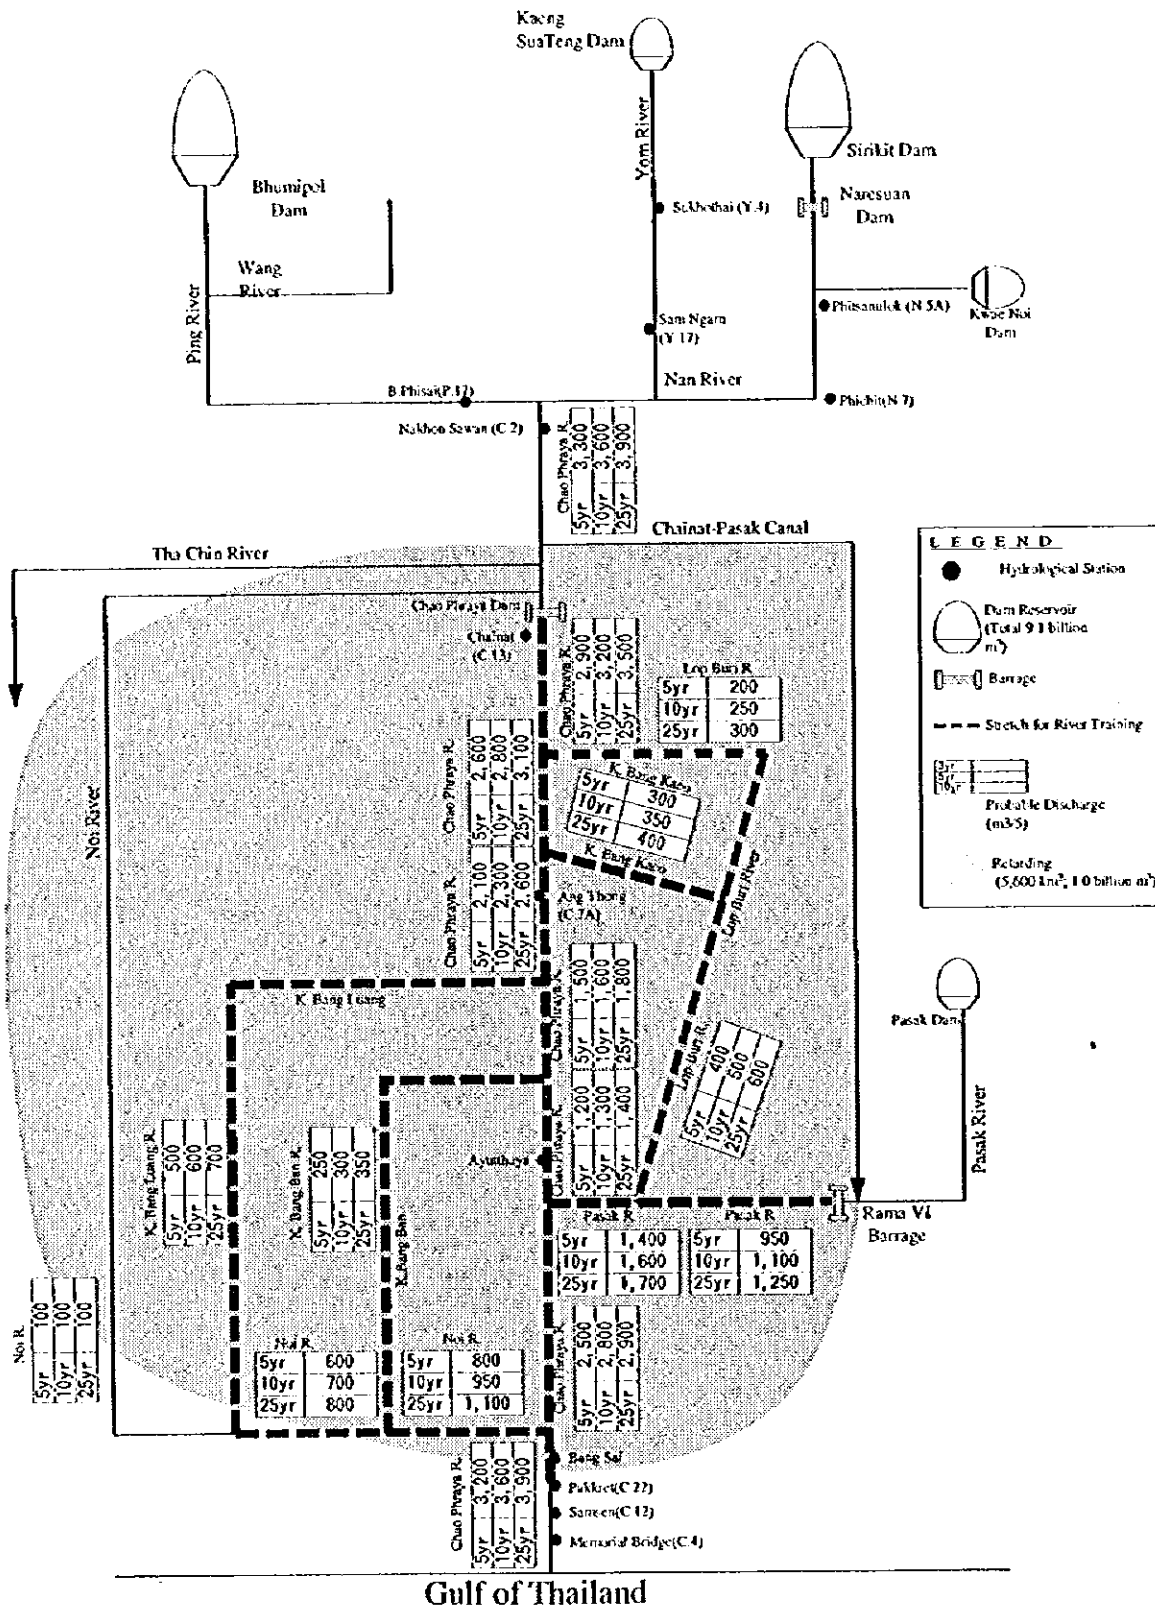 Kaeng
SuaTeng Dam
Yom River
Sirikit Dam
Bhumipol
Dam
Naresuan
Dam
Sukhothai (Y.4)
Wang
River
Ping River
Phitsanulok (N.5A)
Kwae Noi
Dam
Sam Ngam
(Y.17)
Nan River
B.Phisai(P.17)
Phichit(N.7)
Nakhon Sawan (C.2)
Chao Phraya R.
5yr 3,300
10yr 3,600
25yr 3,900
Chainat-Pasak Canal
Tha Chin River
LEGEND
Hydrological Station
Dam Reservoir
(Total 9.1 billion
m³)
Barrage
Stretch for River Training
Probable Discharge
(m3/S)
Retarding
Chao Phraya Dam
Chainat
(C.13)
Chao Phraya R.
5yr 2,900
10yr 3,200
25yr 3,500
Lop Buri R.
5yr 200
10yr 250
25yr 300
Noi River
Chao Phraya R.
5yr 2,600
10yr 2,800
25yr 3,100
K. Bang Kaeo
5yr 300
10yr 350
25yr 400
K. Bang Kaeo
Lop Buri River
Chao Phraya R.
5yr 2,100
10yr 2,300
25yr 2,600
Ang Thong
(C.7A)
K. Bang Luang
Chao Phraya R.
5yr 1,500
10yr 1,600
25yr 1,800
Pasak Dam
Pasak River
Lop Buri R.
5yr 400
10yr 500
25yr 600
Chao Phraya R.
5yr 1,200
10yr 1,300
25yr 1,400
K. Bang Luang R.
5yr 500
10yr 600
25yr 700
K. Bang Ban R.
5yr 250
10yr 300
25yr 350
K. Bang Ban
Ayutthaya
Rama VI
Barrage
Pasak R
5yr 1,400
10yr 1,600
25yr 1,700
Pasak R
5yr 950
10yr 1,100
25yr 1,250
Noi R.
5yr 100
10yr 100
25yr 100
Noi R.
5yr 600
10yr 700
25yr 800
Noi R.
5yr 800
10yr 950
25yr 1,100
Chao Phraya R.
5yr 2,500
10yr 2,800
25yr 2,900
Bang Sai
Pakkret(C.22)
Samsen(C.12)
Memorial Bridge(C.4)
Chao Phraya R.
5yr 3,200
10yr 3,600
25yr 3,900
Gulf of Thailand